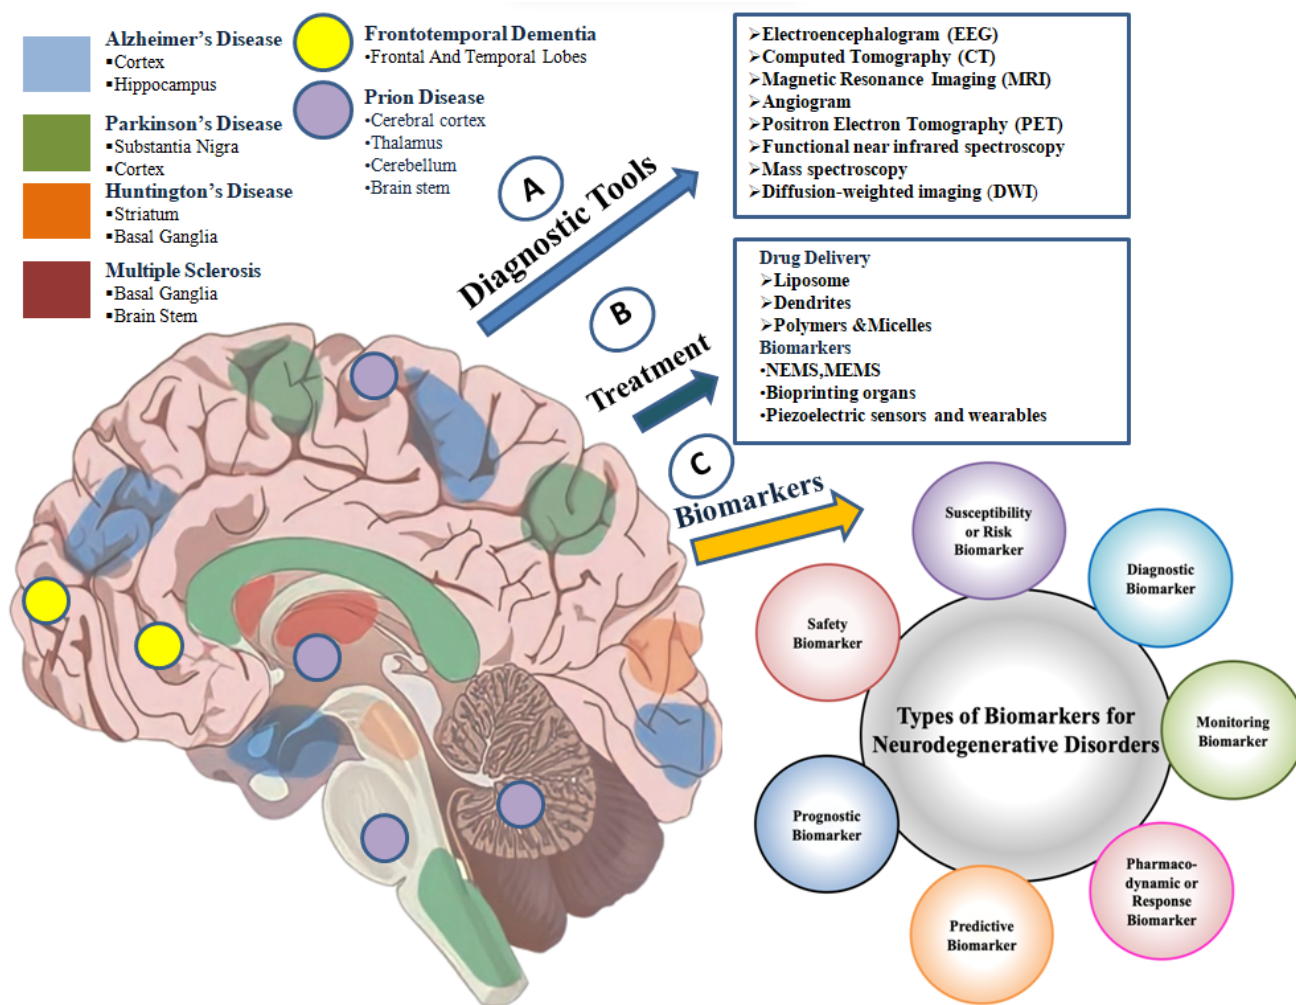 Alzheimer's Disease
▪Cortex
▪Hippocampus
Parkinson's Disease
▪Substantia Nigra
▪Cortex
Huntington's Disease
▪Striatum
▪Basal Ganglia
Multiple Sclerosis
▪Basal Ganglia
▪Brain Stem
Frontotemporal Dementia
•Frontal And Temporal Lobes
Prion Disease
•Cerebral cortex
•Thalamus
•Cerebellum
•Brain stem
A
Diagnostic Tools
➢Electroencephalogram (EEG)
➢Computed Tomography (CT)
➢Magnetic Resonance Imaging (MRI)
➢Angiogram
➢Positron Electron Tomography (PET)
➢Functional near infrared spectroscopy
➢Mass spectroscopy
➢Diffusion-weighted imaging (DWI)
B
Treatment
Drug Delivery
➢Liposome
➢Dendrites
➢Polymers &Micelles
Biomarkers
•NEMS,MEMS
•Bioprinting organs
•Piezoelectric sensors and wearables
C
Biomarkers
Susceptibility
or Risk
Biomarker
Diagnostic
Biomarker
Monitoring
Biomarker
Pharmaco-
dynamic or
Response
Biomarker
Predictive
Biomarker
Prognostic
Biomarker
Safety
Biomarker
Types of Biomarkers for
Neurodegenerative Disorders